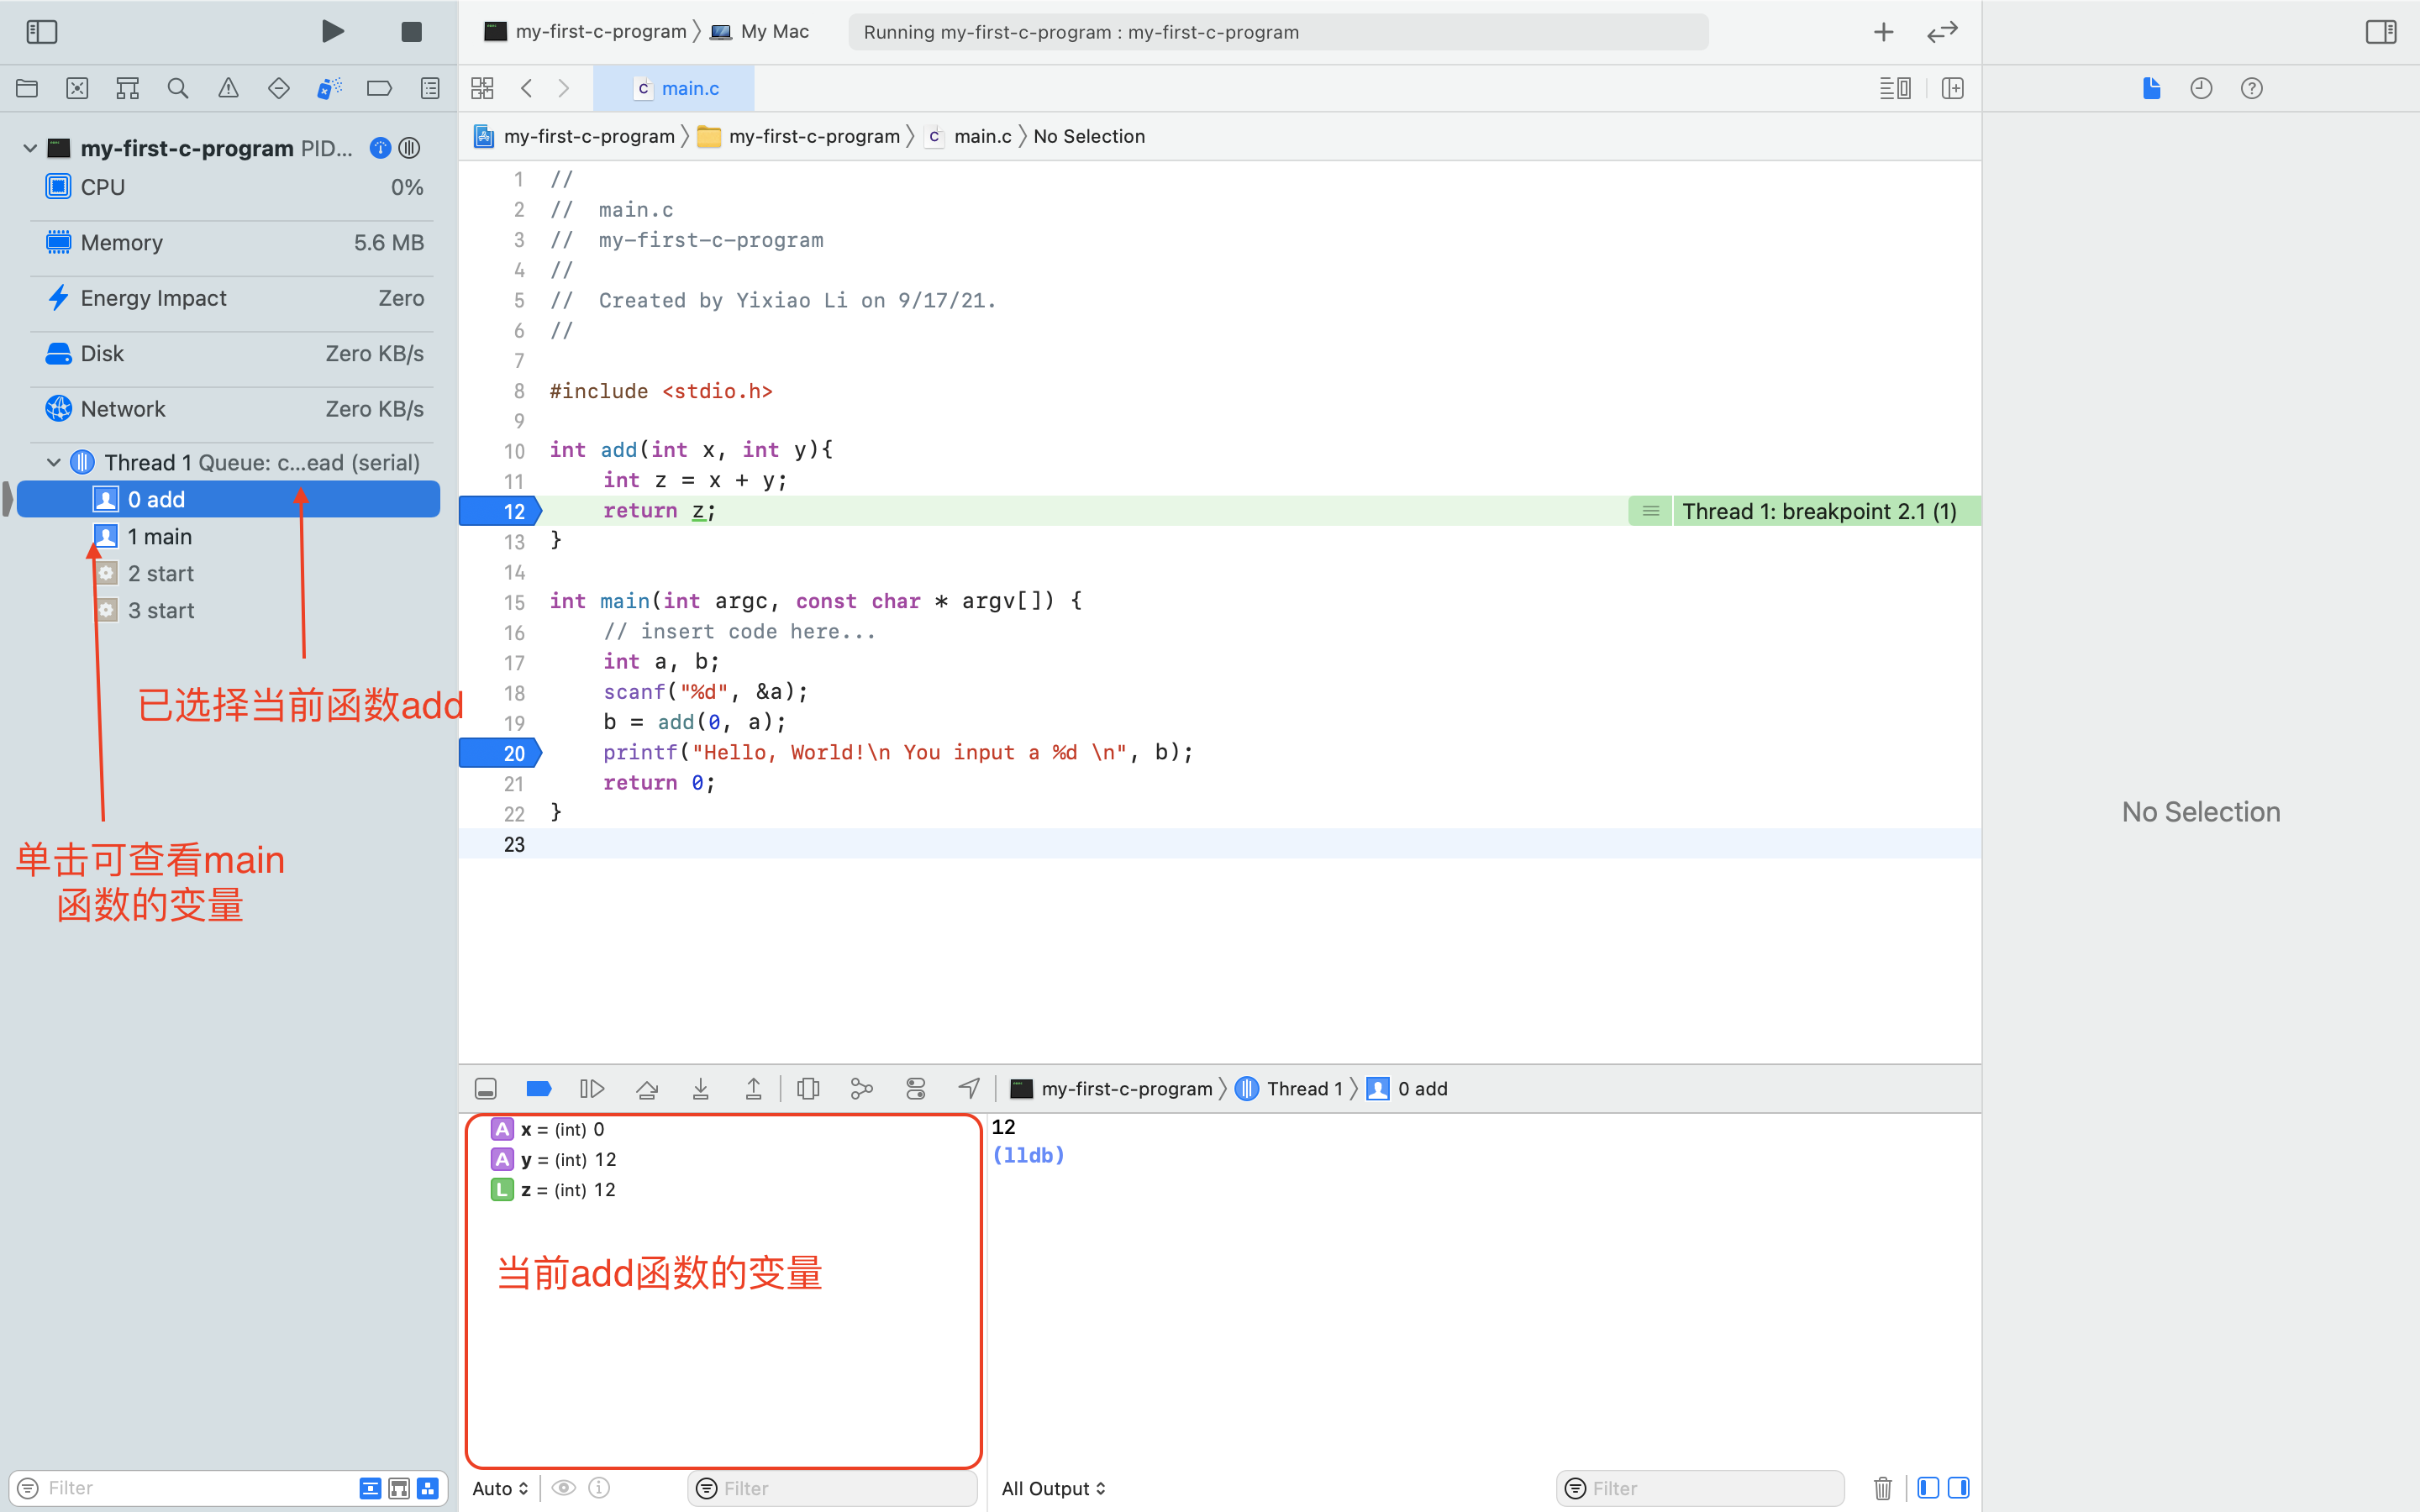 my-first-c-program 〉 My Mac
Running my-first-c-program : my-first-c-program
main.c
my-first-c-program 〉 my-first-c-program 〉 main.c 〉 No Selection
my-first-c-program PID...
CPU 0%
Memory 5.6 MB
Energy Impact Zero
Disk Zero KB/s
Network Zero KB/s
Thread 1 Queue: c...ead (serial)
0 add
1 main
2 start
3 start
已选择当前函数add
单击可查看main
函数的变量
Filter
1 //
2 //  main.c
3 //  my-first-c-program
4 //
5 //  Created by Yixiao Li on 9/17/21.
6 //
7
8 #include <stdio.h>
9
10 int add(int x, int y){
11     int z = x + y;
12     return z;
Thread 1: breakpoint 2.1 (1)
13 }
14
15 int main(int argc, const char * argv[]) {
16     // insert code here...
17     int a, b;
18     scanf("%d", &a);
19     b = add(0, a);
20     printf("Hello, World!\n You input a %d \n", b);
21     return 0;
22 }
23
No Selection
my-first-c-program 〉 Thread 1 〉 0 add
A x = (int) 0
A y = (int) 12
L z = (int) 12
当前add函数的变量
12
(lldb)
Auto
Filter
All Output
Filter